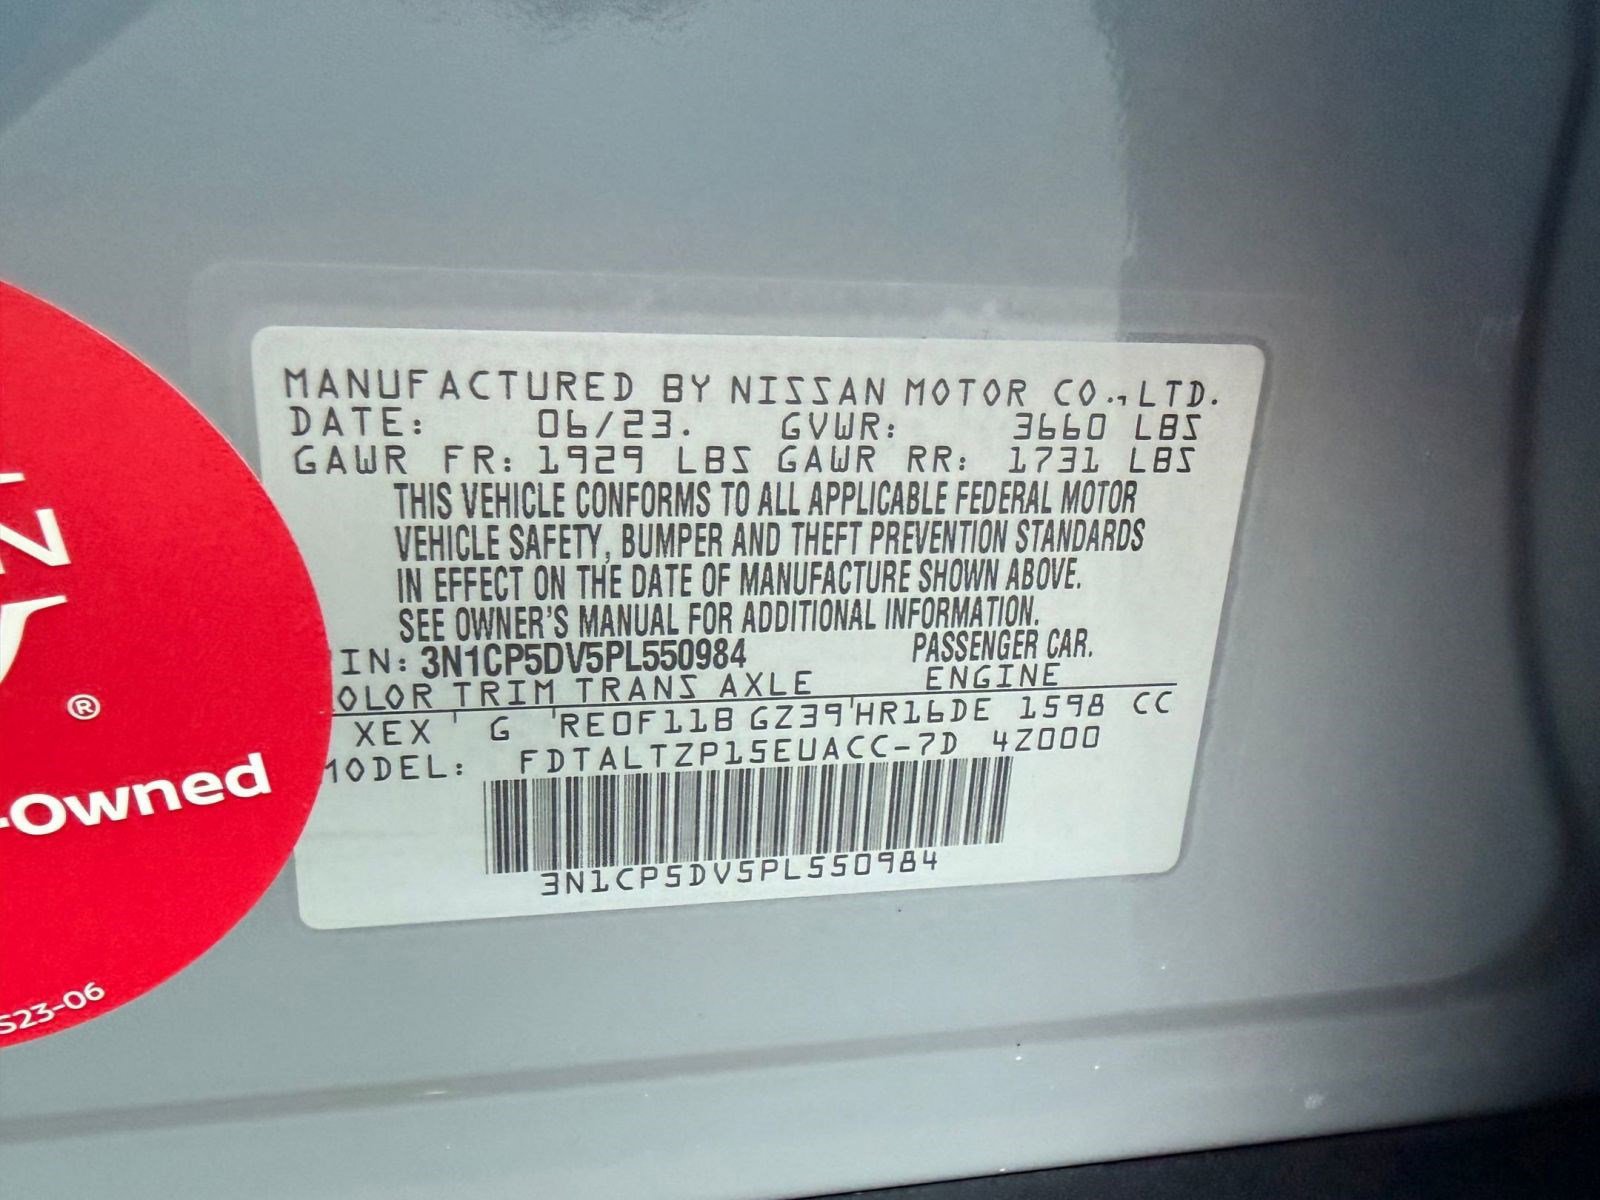 MANUFACTURED BY NISSAN MOTOR CO., LTD.
DATE: 06/23. GVWR: 3660 LBS
GAWR FR: 1929 LBS GAWR RR: 1731 LBS
THIS VEHICLE CONFORMS TO ALL APPLICABLE FEDERAL MOTOR
VEHICLE SAFETY, BUMPER AND THEFT PREVENTION STANDARDS
IN EFFECT ON THE DATE OF MANUFACTURE SHOWN ABOVE.
SEE OWNER'S MANUAL FOR ADDITIONAL INFORMATION.
IN: 3N1CP5DV5PL550984 PASSENGER CAR.
OLOR TRIM TRANS AXLE ENGINE
XEX G RE0F11B GZ39 HR16DE 1598 CC
MODEL: FDTALTZP15EUACC-7D 4Z000
3N1CP5DV5PL550984
N
®
-Owned
S23-06